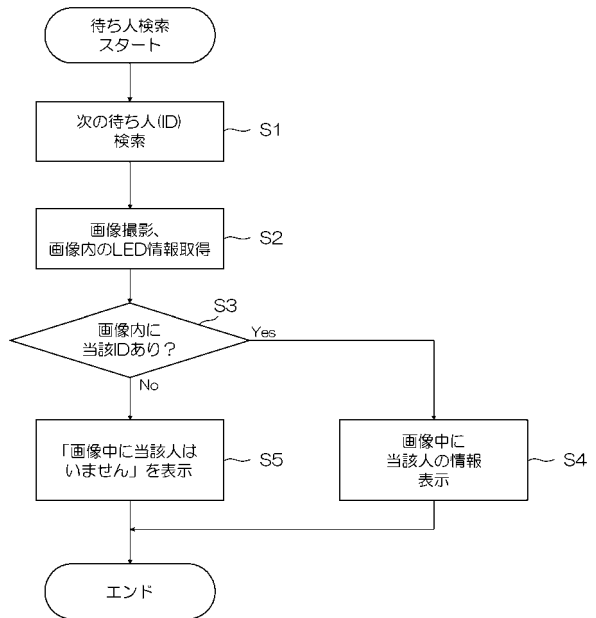 待ち人検索
スタート
次の待ち人(ID)
検索
S1
画像撮影、
画像内のLED情報取得
S2
S3
画像内に
当該IDあり？
Yes
No
「画像中に当該人は
いません」を表示
S5
画像中に
当該人の情報
表示
S4
エンド